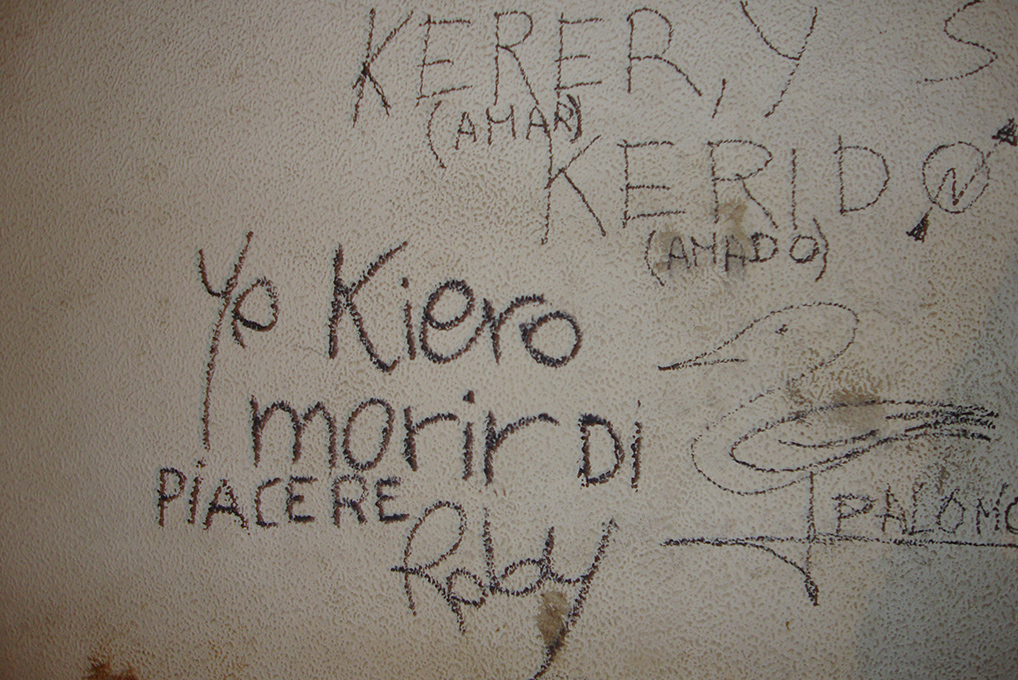 KERER, Y S
(AMAR)
KERIDO
(AMADO)
Yo Kiero
morir Di
PiACERE
Roby
PALOMO